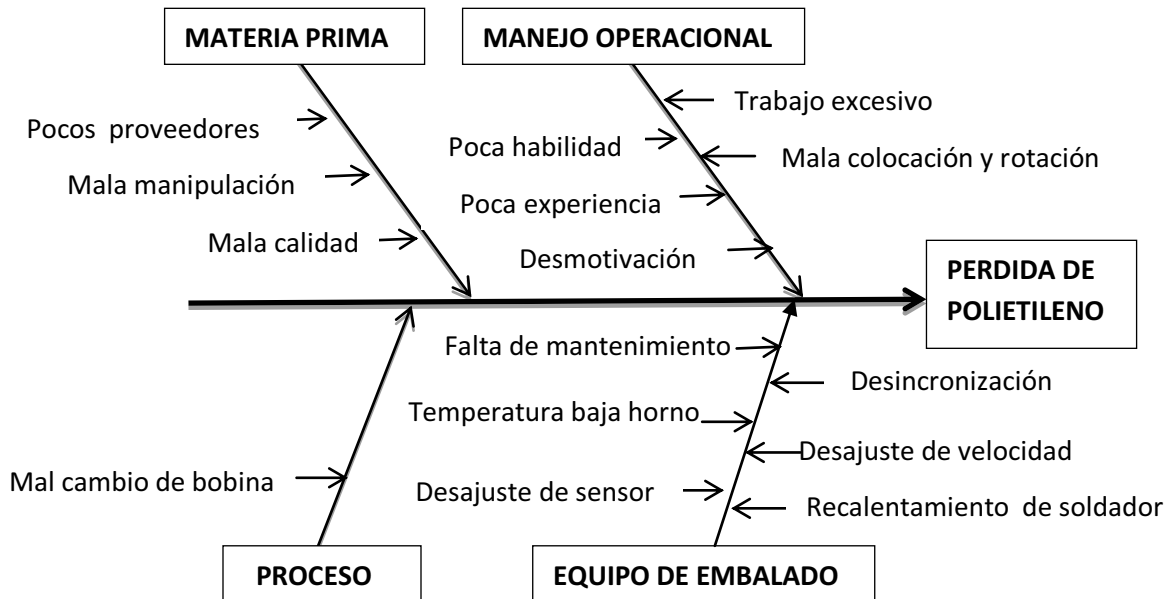 MATERIA PRIMA
MANEJO OPERACIONAL
Pocos proveedores
Mala manipulación
Mala calidad
Trabajo excesivo
Poca habilidad
Mala colocación y rotación
Poca experiencia
Desmotivación
PERDIDA DE
POLIETILENO
Falta de mantenimiento
Desincronización
Temperatura baja horno
Desajuste de velocidad
Mal cambio de bobina
Desajuste de sensor
Recalentamiento de soldador
PROCESO
EQUIPO DE EMBALADO